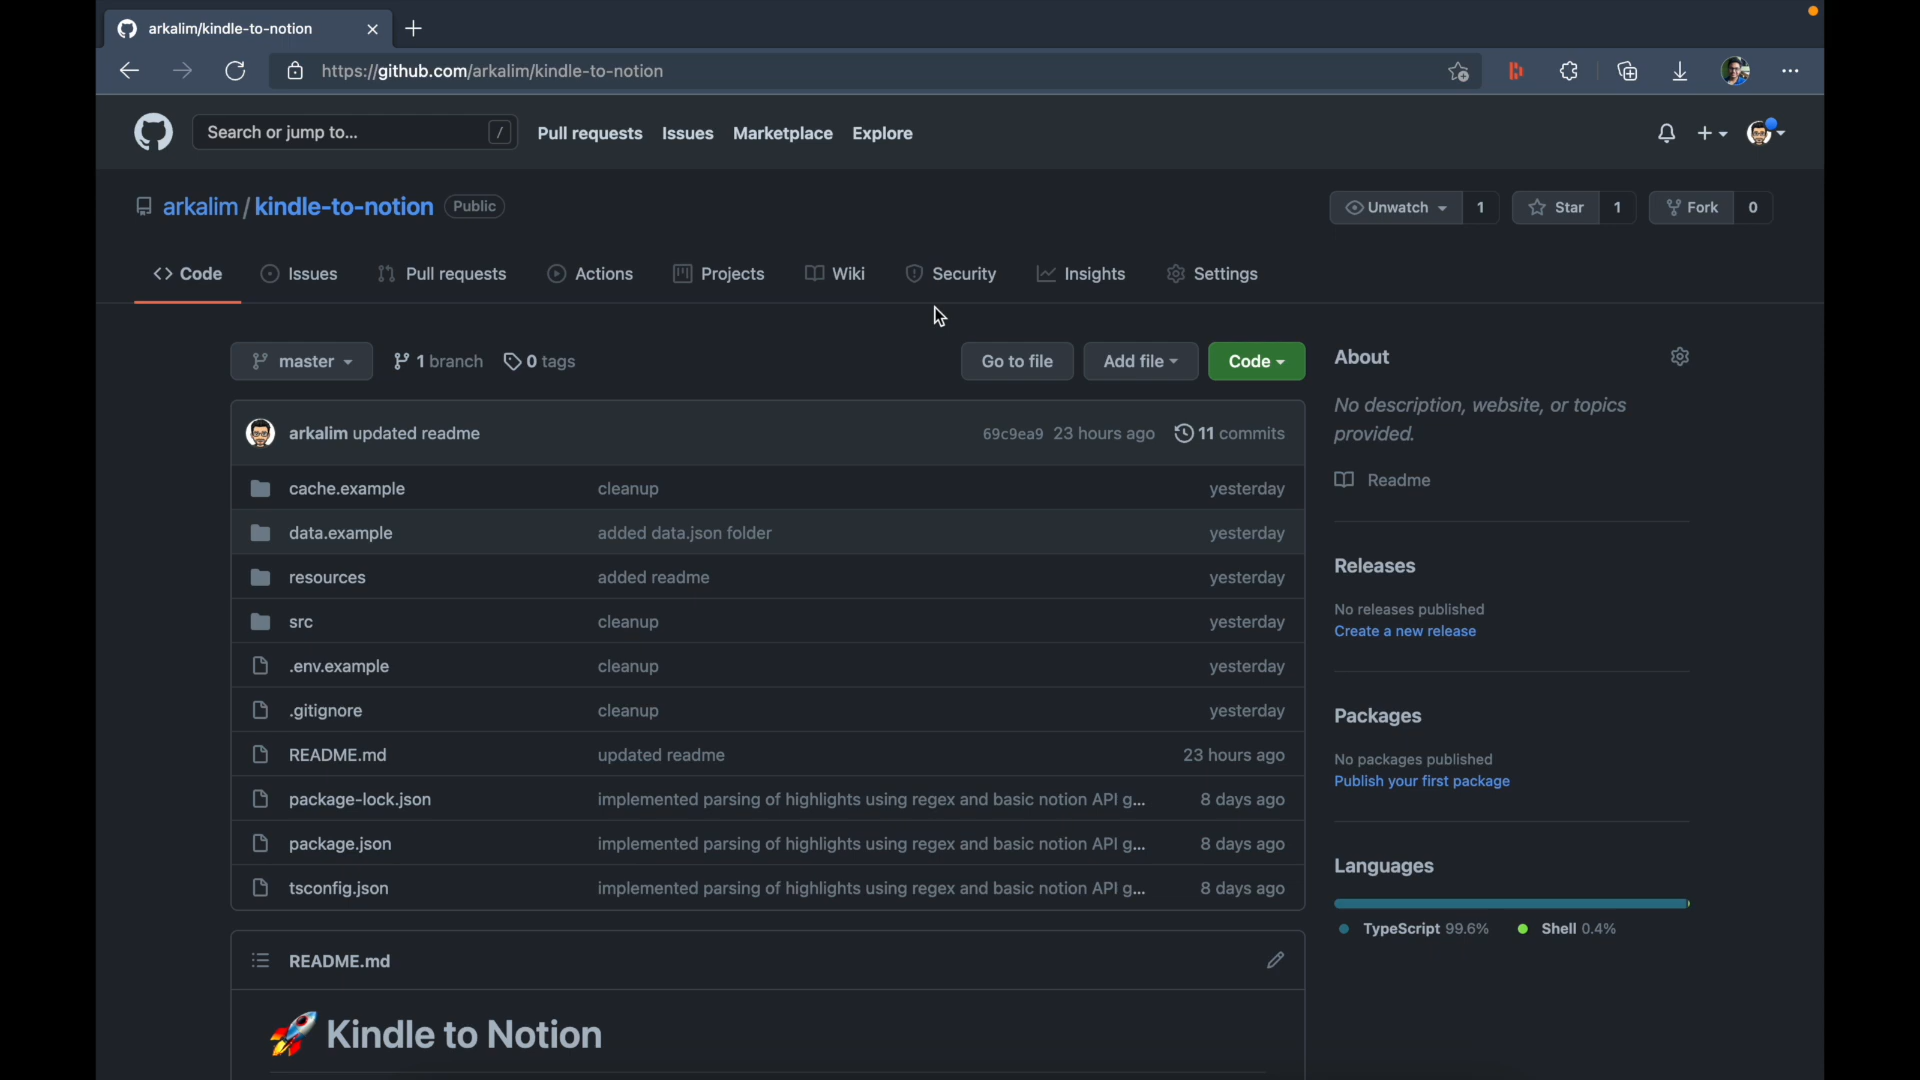 arkalim/kindle-to-notion
https://github.com/arkalim/kindle-to-notion
Search or jump to... /
Pull requests Issues Marketplace Explore
arkalim / kindle-to-notion Public
Unwatch 1 Star 1 Fork 0
Code Issues Pull requests Actions Projects Wiki Security Insights Settings
master 1 branch 0 tags Go to file Add file Code
arkalim updated readme 69c9ea9 23 hours ago 11 commits
cache.example cleanup yesterday
data.example added data.json folder yesterday
resources added readme yesterday
src cleanup yesterday
.env.example cleanup yesterday
.gitignore cleanup yesterday
README.md updated readme 23 hours ago
package-lock.json implemented parsing of highlights using regex and basic notion API g... 8 days ago
package.json implemented parsing of highlights using regex and basic notion API g... 8 days ago
tsconfig.json implemented parsing of highlights using regex and basic notion API g... 8 days ago
README.md
Kindle to Notion
About
No description, website, or topics
provided.
Readme
Releases
No releases published
Create a new release
Packages
No packages published
Publish your first package
Languages
TypeScript 99.6% Shell 0.4%